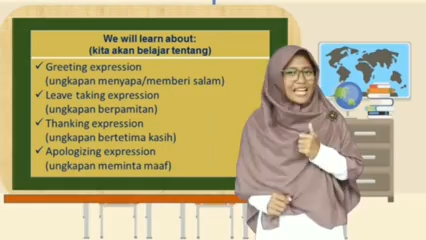 We will learn about:
(kita akan belajar tentang)
✓ Greeting expression
(ungkapan menyapa/memberi salam)
✓ Leave taking expression
(ungkapan berpamitan)
✓ Thanking expression
(ungkapan bertetima kasih)
✓ Apologizing expression
(ungkapan meminta maaf)